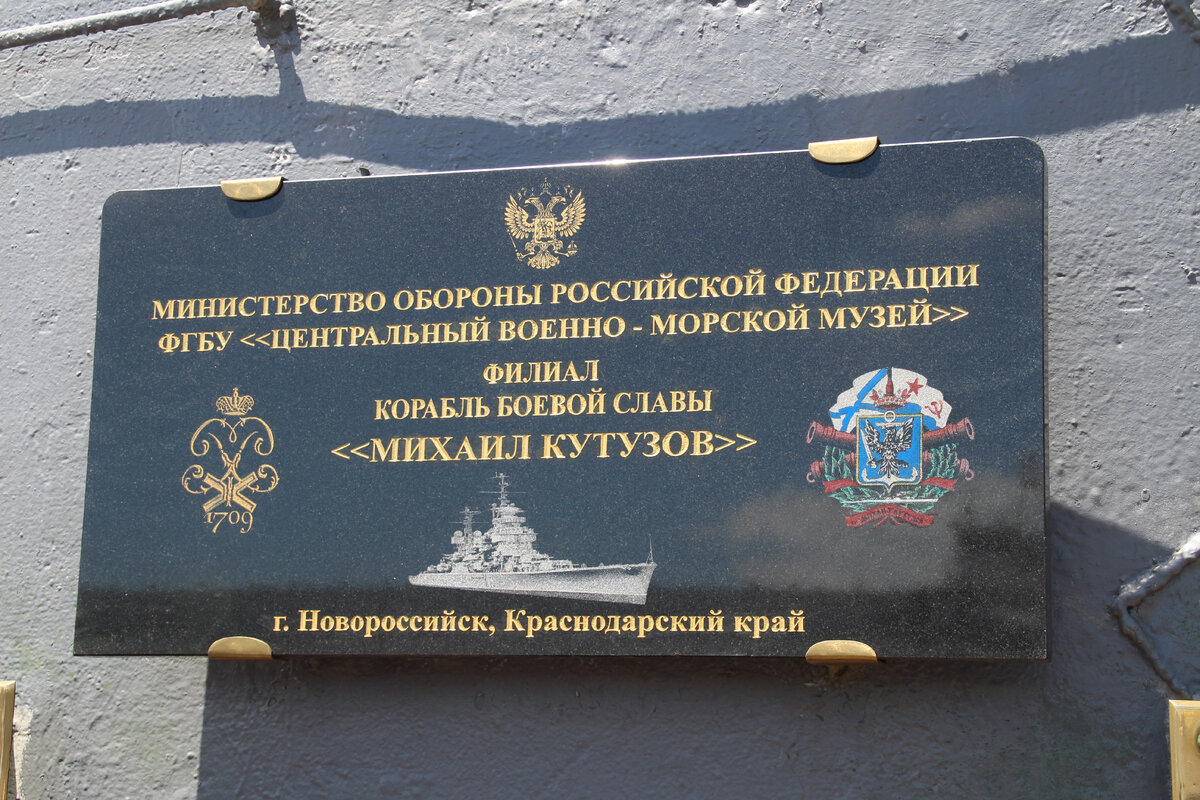 МИНИСТЕРСТВО ОБОРОНЫ РОССИЙСКОЙ ФЕДЕРАЦИИ
ФГБУ <<ЦЕНТРАЛЬНЫЙ ВОЕННО - МОРСКОЙ МУЗЕЙ>>
ФИЛИАЛ
КОРАБЛЬ БОЕВОЙ СЛАВЫ
<<МИХАИЛ КУТУЗОВ>>
1709
г. Новороссийск, Краснодарский край